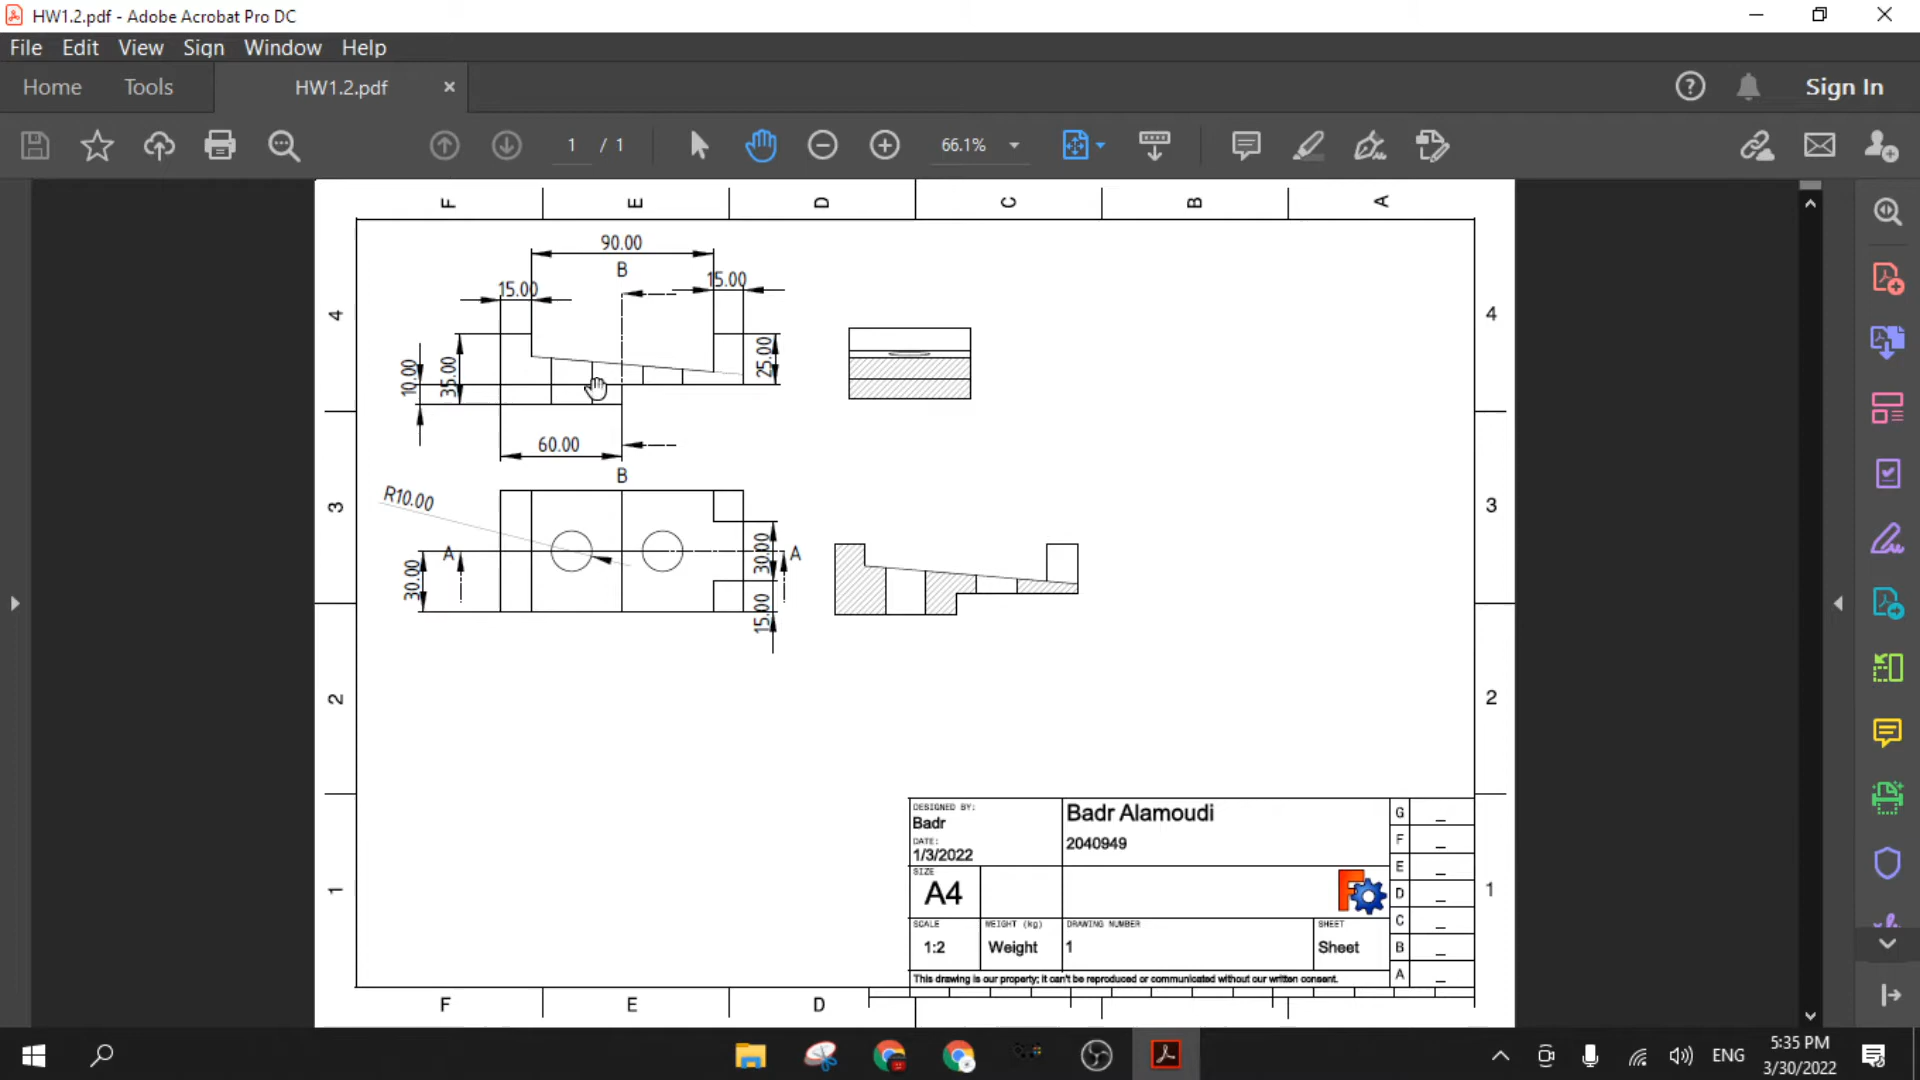 HW1.2.pdf - Adobe Acrobat Pro DC
File Edit View Sign Window Help
Home Tools HW1.2.pdf × Sign In
1 / 1 66.1%
F E D C B A
90.00
B
15.00 15.00
4 4
10.00 35.00 25.00
60.00
B
R10.00
3 3
A A
30.00 30.00
15.00
2 2
DESIGNED BY:
Badr
DATE:
1/3/2022
Badr Alamoudi
2040949
G _
F _
E _
D _
C _
B _
A _
SIZE
A4
1 1
SCALE WEIGHT (kg) DRAWING NUMBER SHEET
1:2 Weight 1 Sheet
This drawing is our property; it can't be reproduced or communicated without our written consent.
F E D
ENG
5:35 PM
3/30/2022